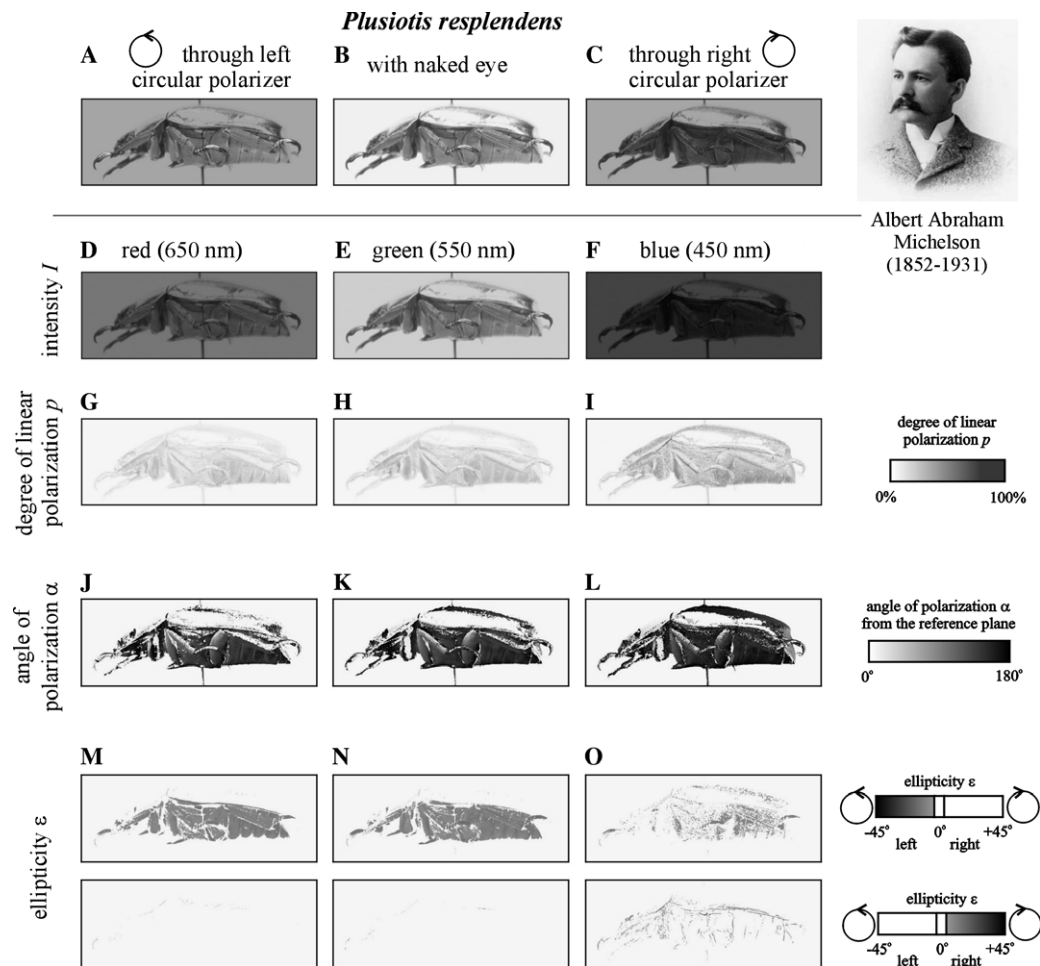 Plusiotis resplendens
A through left
circular polarizer
B with naked eye
C through right
circular polarizer
Albert Abraham
Michelson
(1852-1931)
D red (650 nm)
E green (550 nm)
F blue (450 nm)
intensity I
G
H
I
degree of linear
polarization p
degree of linear
polarization p
0% 100%
J
K
L
angle of
polarization α
angle of polarization α
from the reference plane
0° 180°
M
N
O
ellipticity ε
ellipticity ε
-45° 0° +45°
left right
ellipticity ε
-45° 0° +45°
left right